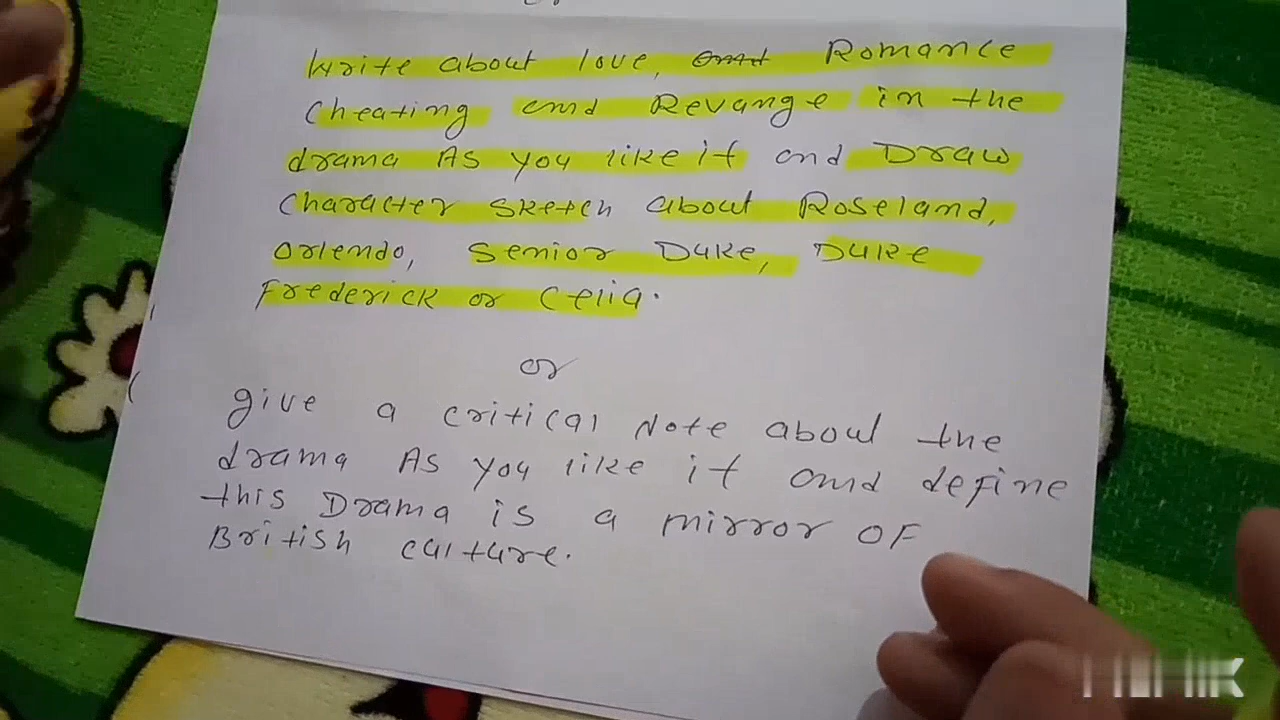 Write about love, and Romance
Cheating and Revange in the
drama As you like it and Draw
Character Sketch about Roseland,
Orlendo, Senior Duke, Duke
Frederick or Celia.
or
give a critical Note about the
drama As you like it and define
this Drama is a mirror of
British culture.